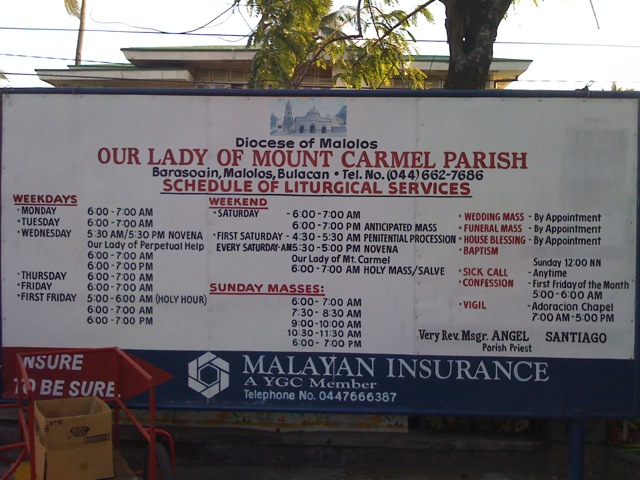 Diocese of Malolos
OUR LADY OF MOUNT CARMEL PARISH
Barasoain, Malolos, Bulacan • Tel. No. (044) 662-7686
SCHEDULE OF LITURGICAL SERVICES
WEEKDAYS
• MONDAY 6:00 - 7:00 AM
TUESDAY 6:00 - 7:00 AM
• WEDNESDAY 5:30 AM/5:30 PM NOVENA
Our Lady of Perpetual Help
6:00 - 7:00 AM
6:00 - 7:00 PM
• THURSDAY 6:00 - 7:00 AM
• FRIDAY 6:00 - 7:00 AM
• FIRST FRIDAY 5:00 - 6:00 AM (HOLY HOUR)
6:00 - 7:00 AM
6:00 - 7:00 PM
WEEKEND
• SATURDAY - 6:00 - 7:00 AM
6:00 - 7:00 PM ANTICIPATED MASS
• FIRST SATURDAY - 4:30 - 5:30 AM PENITENTIAL PROCESSION
EVERY SATURDAY-AM 5:30 - 5:00 PM NOVENA
Our Lady of Mt. Carmel
6:00 - 7:00 AM HOLY MASS/SALVE
SUNDAY MASSES:
6:00 - 7:00 AM
7:30 - 8:30 AM
9:00 - 10:00 AM
10:30 - 11:30 AM
6:00 - 7:00 PM
• WEDDING MASS - By Appointment
• FUNERAL MASS - By Appointment
• HOUSE BLESSING - By Appointment
• BAPTISM
Sunday 12:00 NN
• SICK CALL - Anytime
• CONFESSION - First Friday of the Month
5:00 - 6:00 AM
• VIGIL - Adoracion Chapel
7:00 AM - 5:00 PM
Very Rev. Msgr. ANGEL SANTIAGO
Parish Priest
NSURE
TO BE SURE.
MALAYAN INSURANCE
A YGC Member
Telephone No. 0447666387